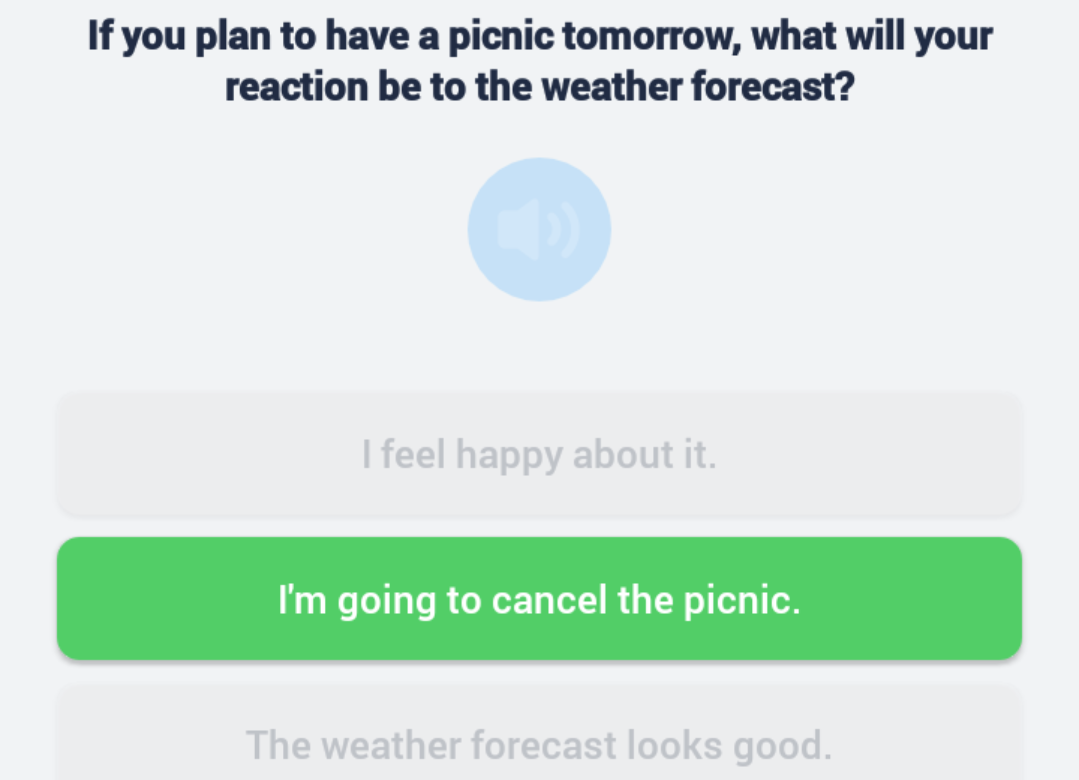 If you plan to have a picnic tomorrow, what will your
reaction be to the weather forecast?
I feel happy about it.
I'm going to cancel the picnic.
The weather forecast looks good.